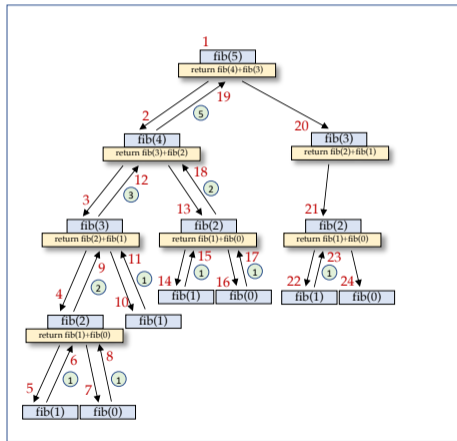 1
fib(5)
return fib(4)+fib(3)
2
19
5
20
fib(4)
return fib(3)+fib(2)
fib(3)
return fib(2)+fib(1)
3
12
3
13
18
2
21
fib(3)
return fib(2)+fib(1)
fib(2)
return fib(1)+fib(0)
fib(2)
return fib(1)+fib(0)
4
9
2
10
11
1
14
15
1
16
17
1
22
23
1
24
fib(1)
fib(0)
fib(1)
fib(0)
fib(2)
return fib(1)+fib(0)
fib(1)
5
6
1
7
8
1
fib(1)
fib(0)